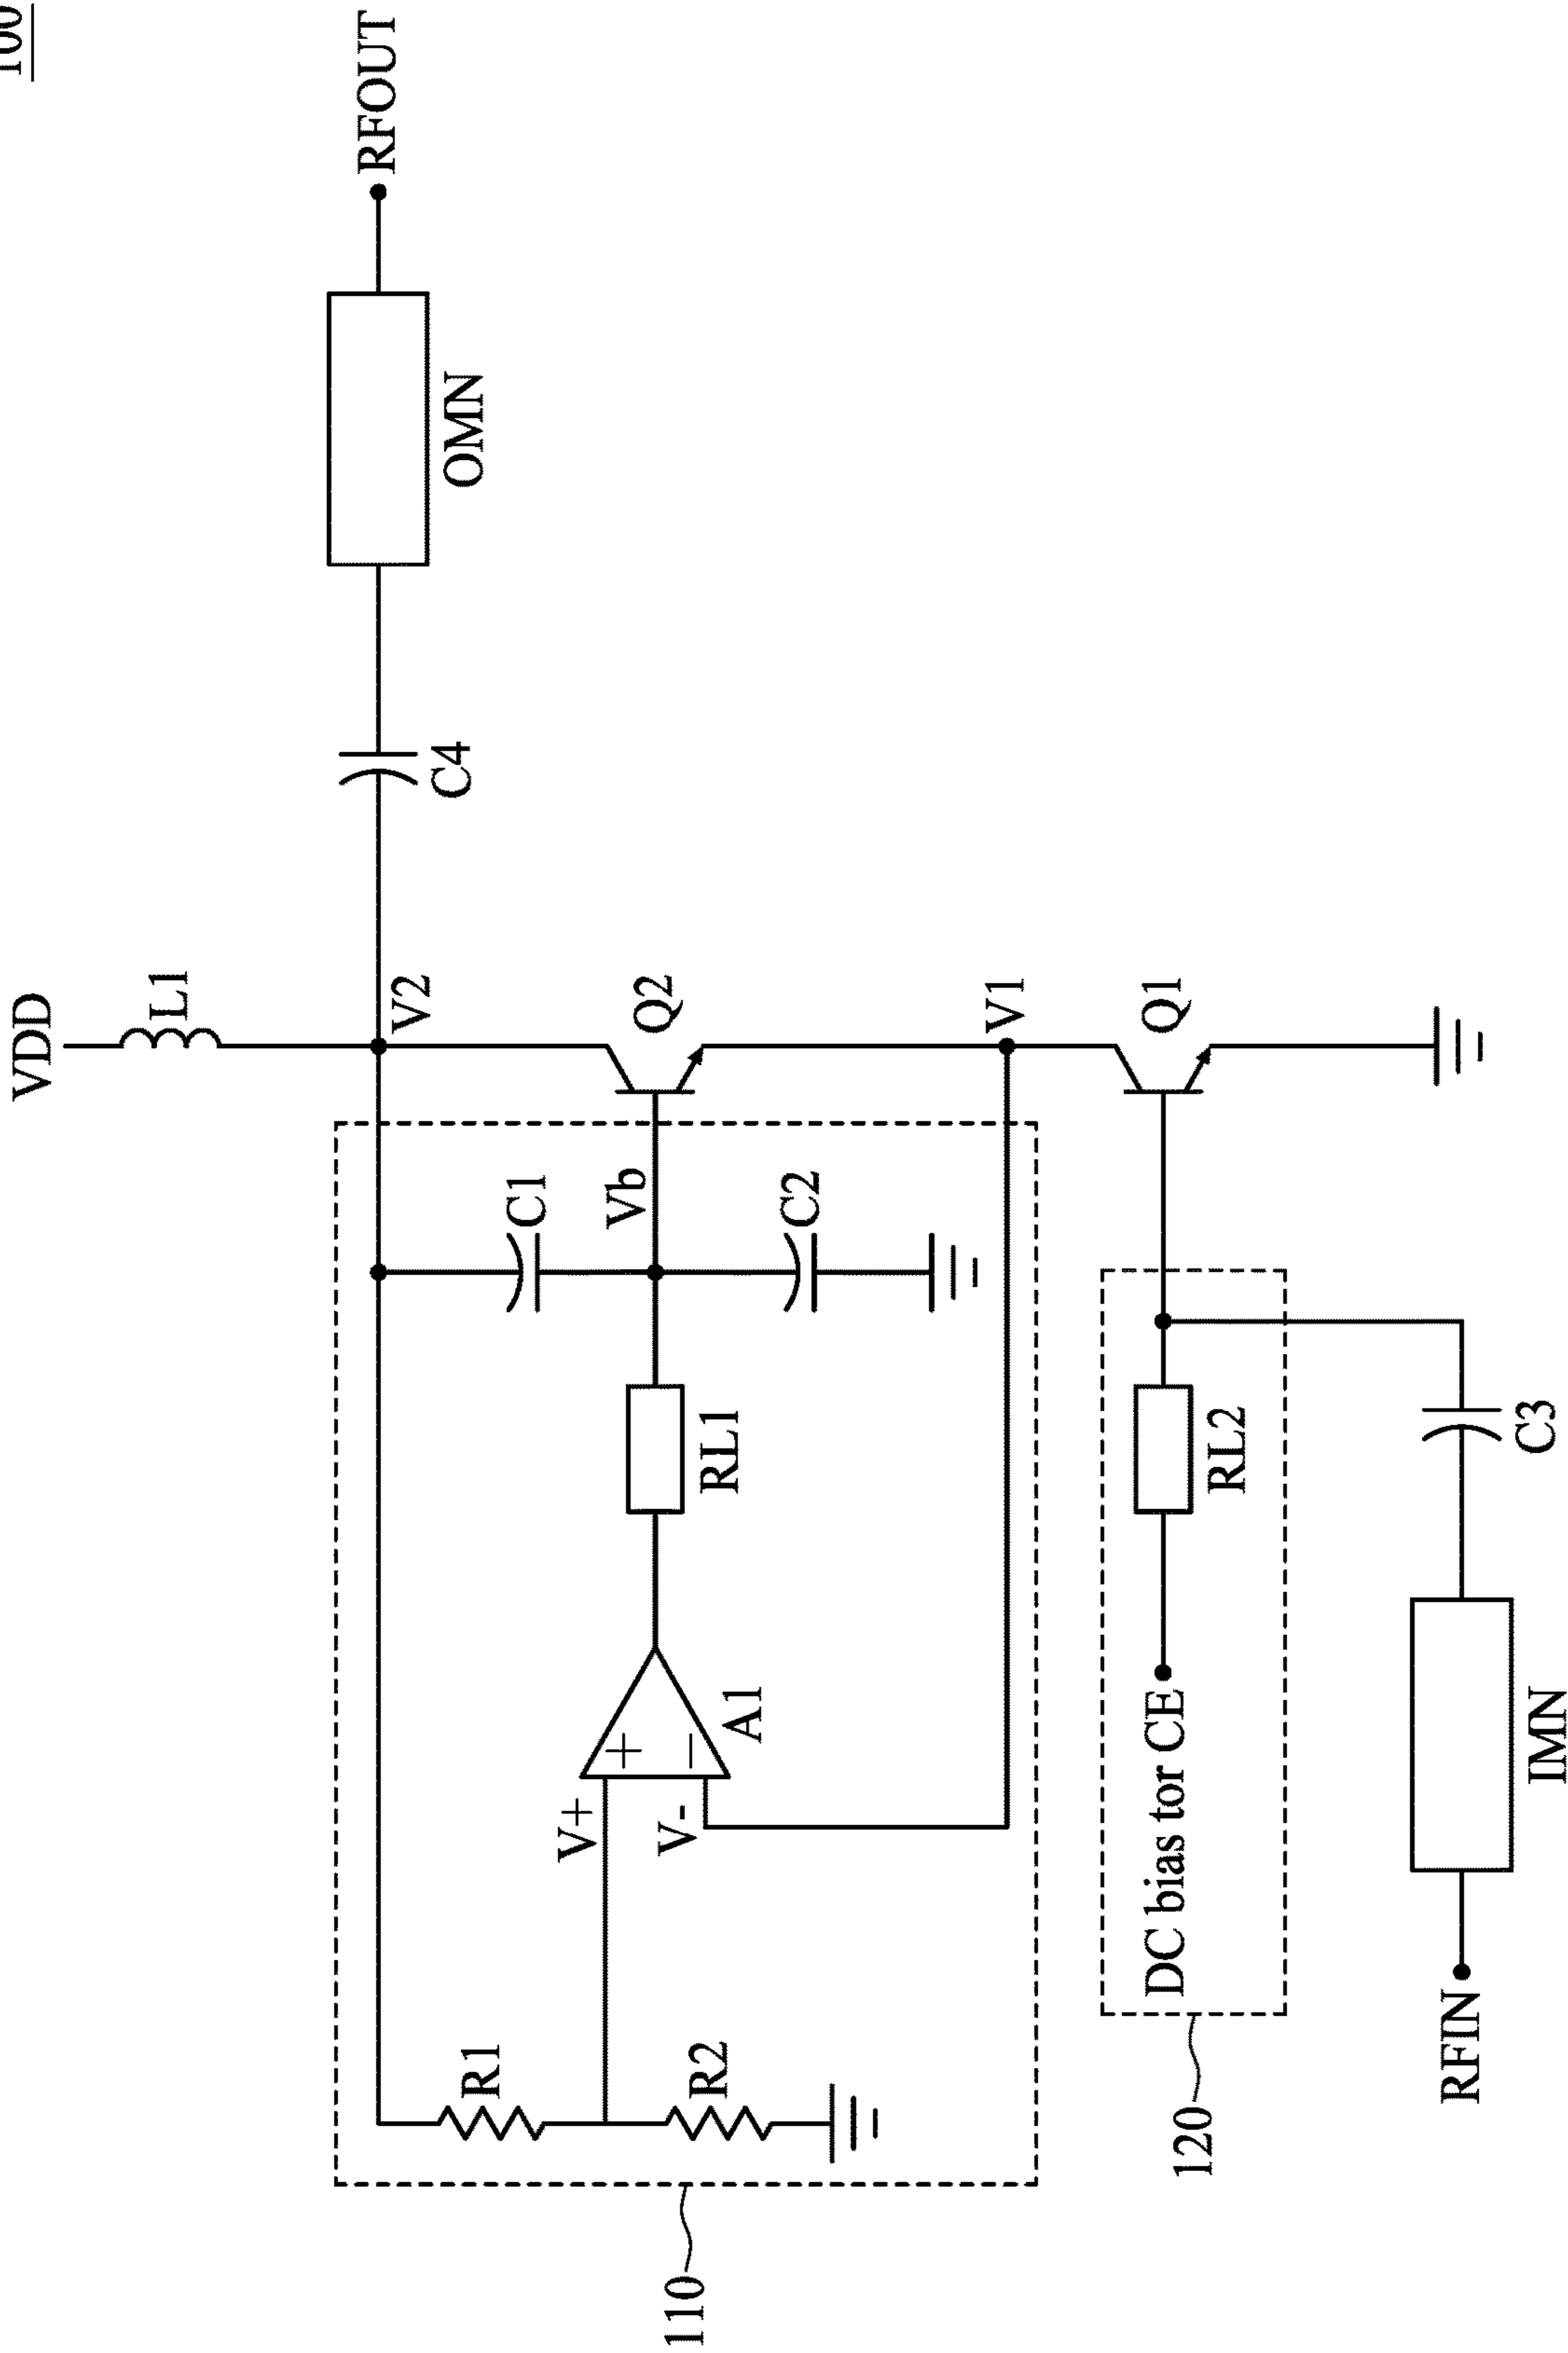 100
VDD
L1
RFOUT
V2
C4
OMN
C1
R1
Vb
Q2
V+
RL1
V-
A1
R2
C2
110
V1
DC bias tor CE
RL2
Q1
120
RFIN
IMN
C3